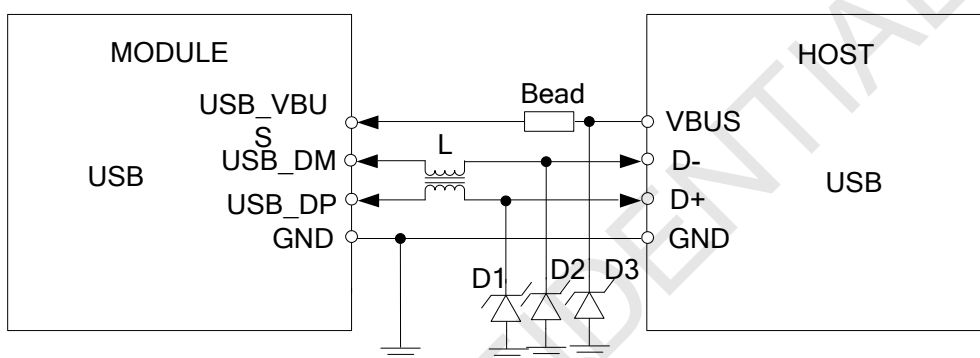 MODULE
HOST
Bead
USB_VBU
S
VBUS
L
USB_DM
D-
USB
USB
USB_DP
D+
GND
GND
D1
D2
D3